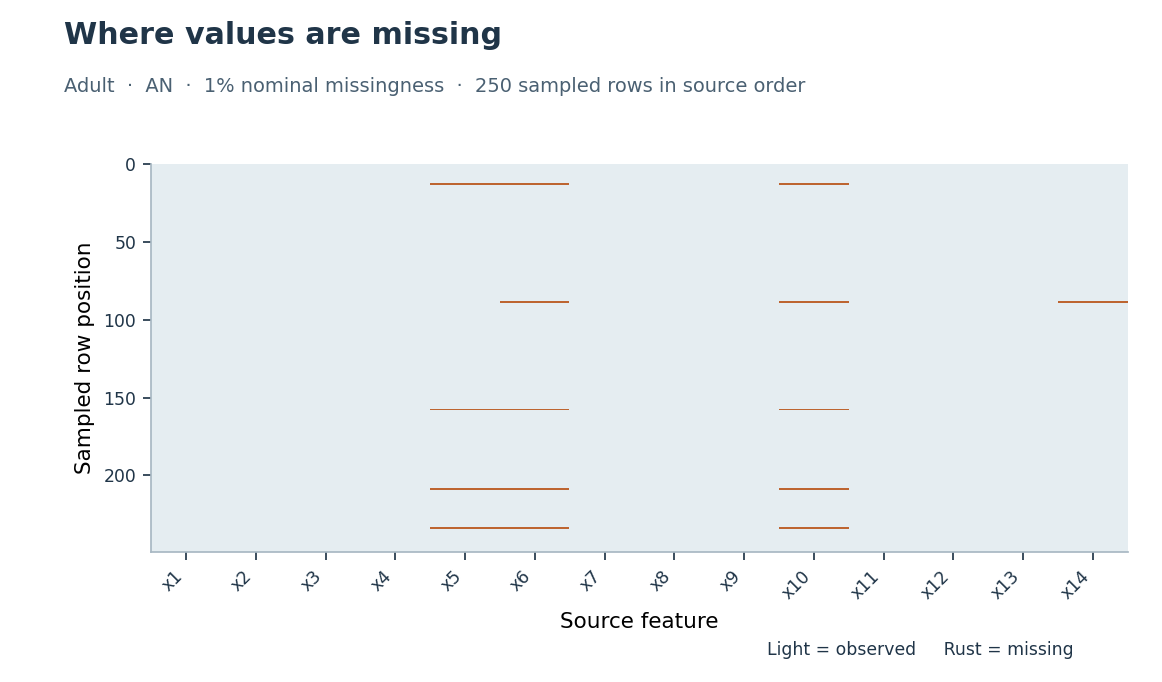 Where values are missing
Adult · AN · 1% nominal missingness · 250 sampled rows in source order
Sampled row position
0
50
100
150
200
x1 x2 x3 x4 x5 x6 x7 x8 x9 x10 x11 x12 x13 x14
Source feature
Light = observed Rust = missing